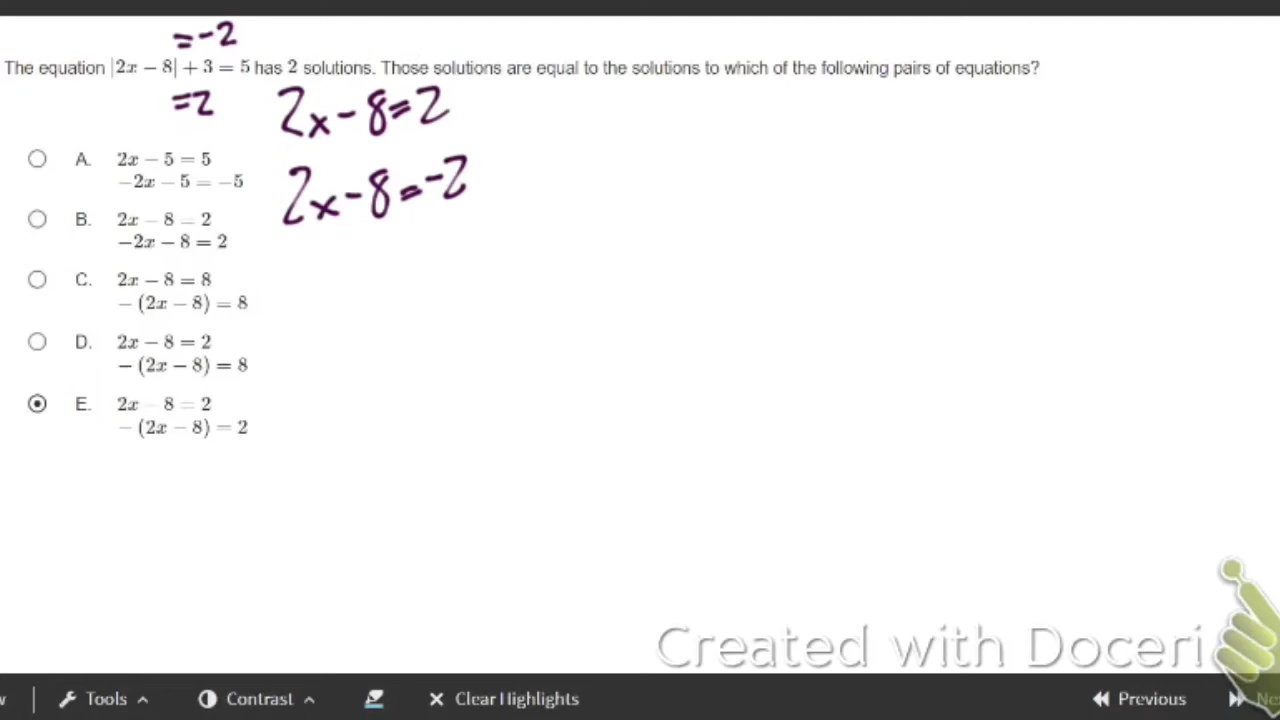 =-2
The equation |2x − 8| + 3 = 5 has 2 solutions. Those solutions are equal to the solutions to which of the following pairs of equations?
=2
2x-8=2
2x-8=-2
A. 2x − 5 = 5
−2x − 5 = −5
B. 2x − 8 = 2
−2x − 8 = 2
C. 2x − 8 = 8
− (2x − 8) = 8
D. 2x − 8 = 2
− (2x − 8) = 8
E. 2x − 8 = 2
− (2x − 8) = 2
Created with Doceri
Tools Contrast Clear Highlights Previous